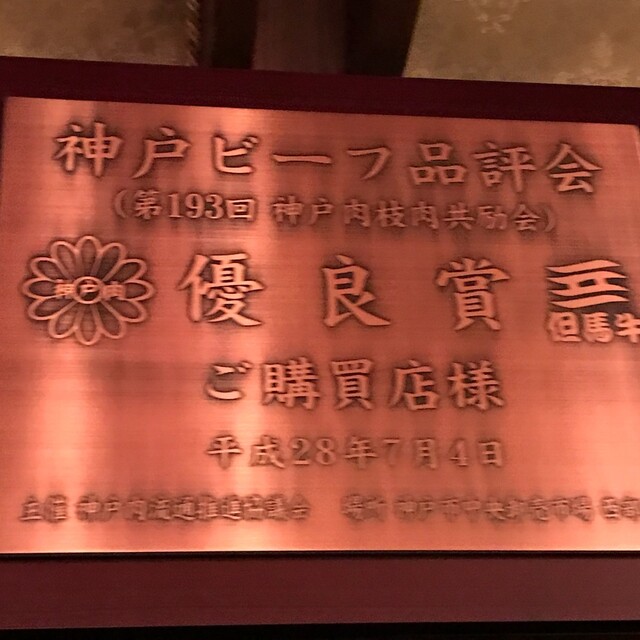 神戸ビーフ品評会
(第193回 神戸肉枝肉共励会)
神戸肉
優良賞
但馬牛
ご購買店様
平成28年7月4日
主催 神戸肉流通推進協議会 場所 神戸市中央卸売市場 西部